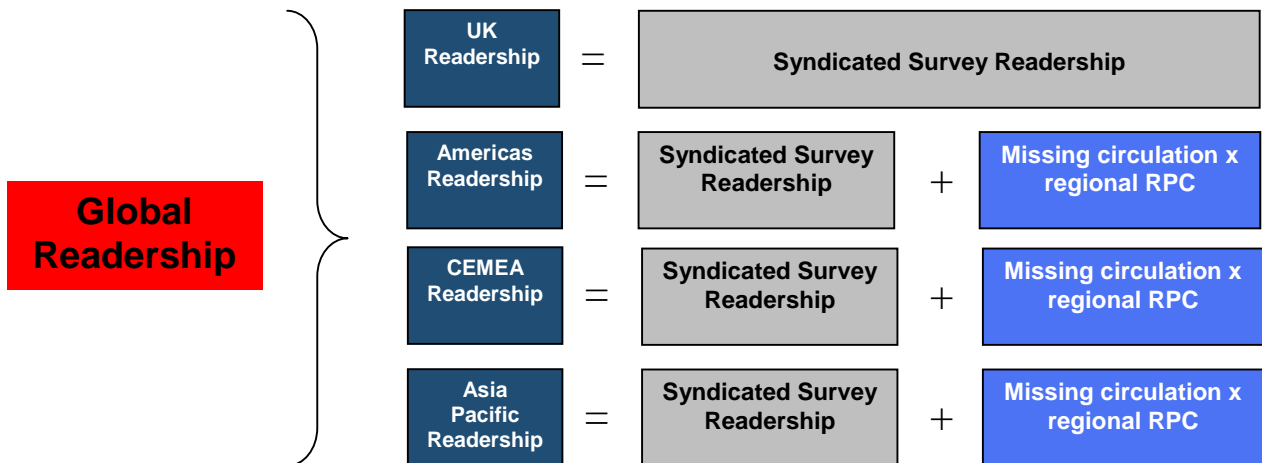 Global
Readership
UK
Readership
=
Syndicated Survey Readership
Americas
Readership
=
Syndicated Survey
Readership
+
Missing circulation x
regional RPC
CEMEA
Readership
=
Syndicated Survey
Readership
+
Missing circulation x
regional RPC
Asia
Pacific
Readership
=
Syndicated Survey
Readership
+
Missing circulation x
regional RPC